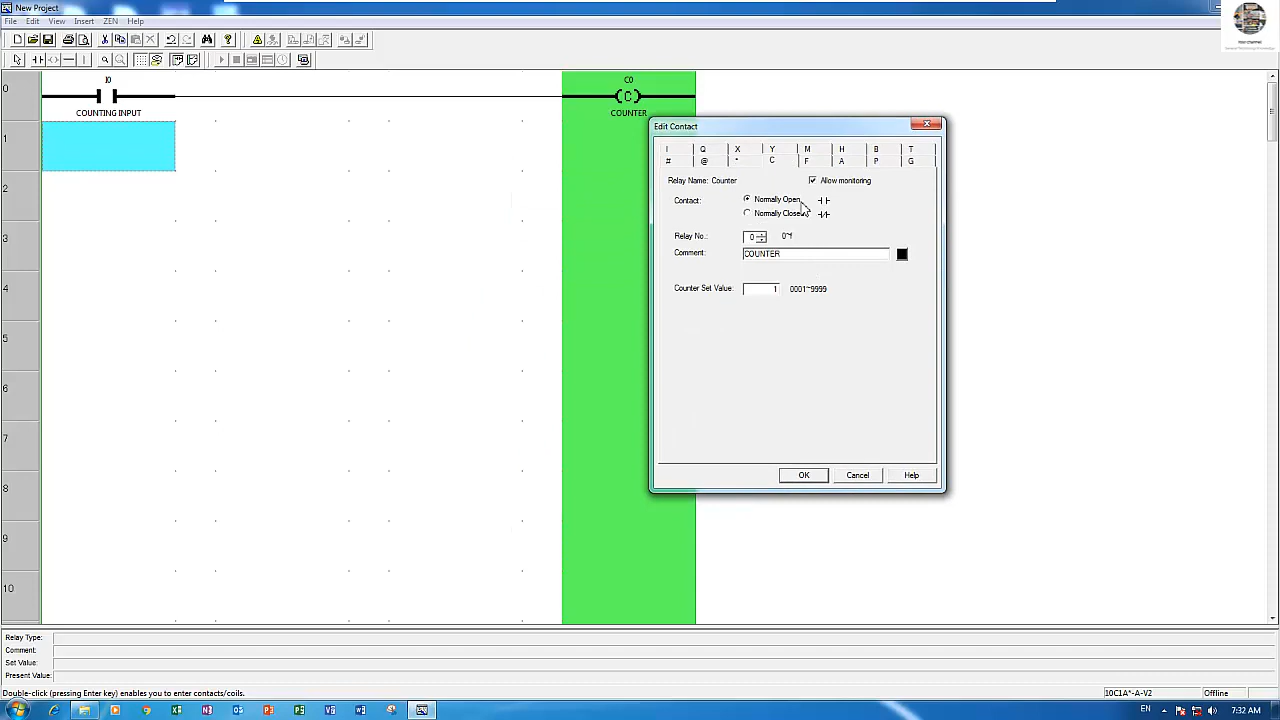 New Project
File Edit View Insert ZEN Help
0
I0
COUNTING INPUT
C0
C
COUNTER
1
2
3
4
5
6
7
8
9
10
Edit Contact
I Q X Y M H B T
# @ * C F A P G
Relay Name: Counter
Allow monitoring
Contact:
Normally Open
Normally Close
Relay No.: 0 0~f
Comment: COUNTER
Counter Set Value: 1 0001~9999
OK Cancel Help
Relay Type:
Comment:
Set Value:
Present Value:
Double-click (pressing Enter key) enables you to enter contacts/coils.
10C1A*-A-V2
Offline
EN
7:32 AM